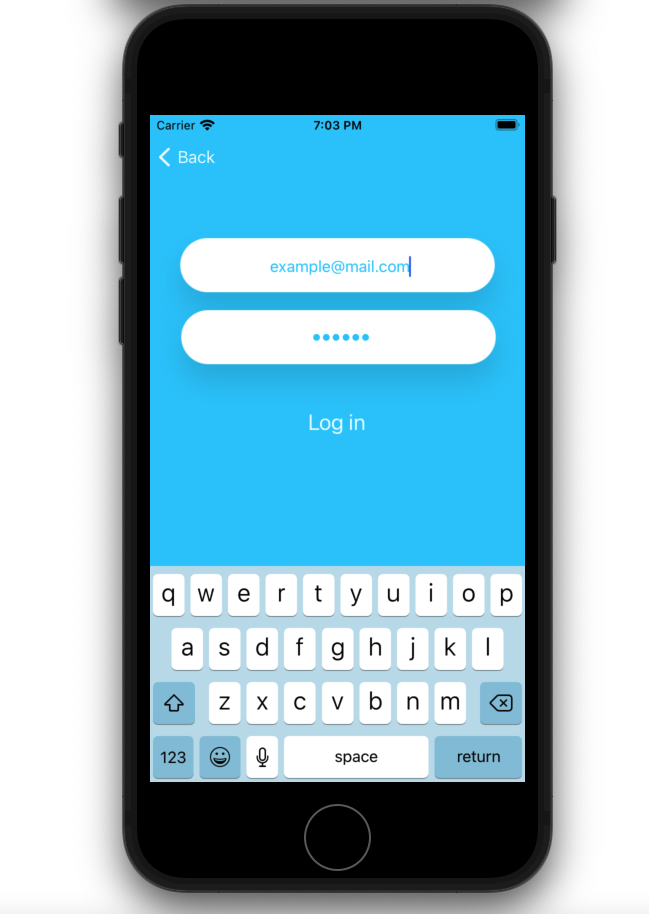 Carrier 7:03 PM
Back
example@mail.com
••••••
Log in
q w e r t y u i o p
a s d f g h j k l
z x c v b n m
123 space return